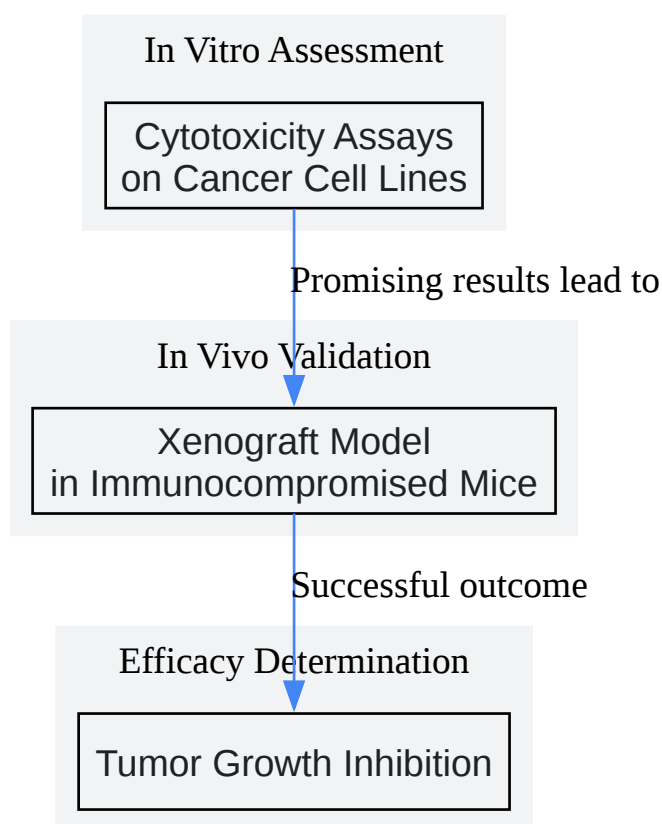 In Vitro Assessment
Cytotoxicity Assays
on Cancer Cell Lines
Promising results lead to
In Vivo Validation
Xenograft Model
in Immunocompromised Mice
Successful outcome
Efficacy Determination
Tumor Growth Inhibition